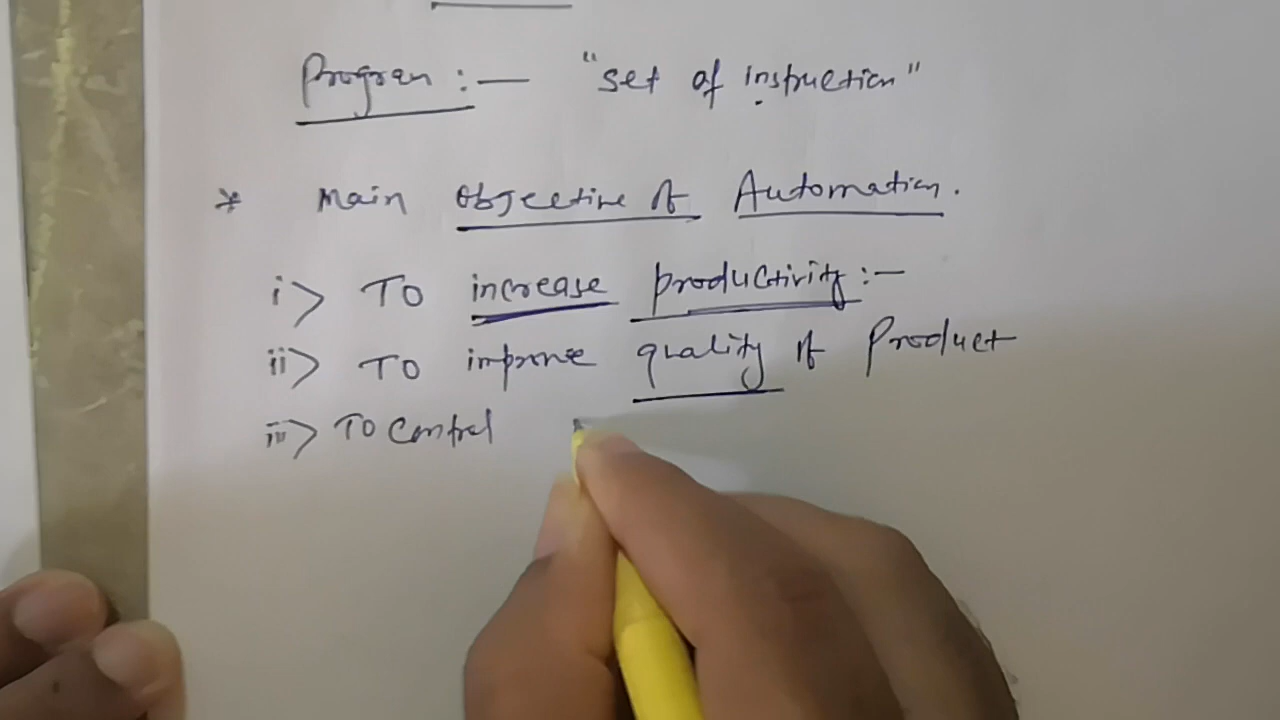 Program :— "set of instruction"
* Main Objective of Automation.
i> To increase productivity :—
ii> To improve quality of Product
iii> To Control